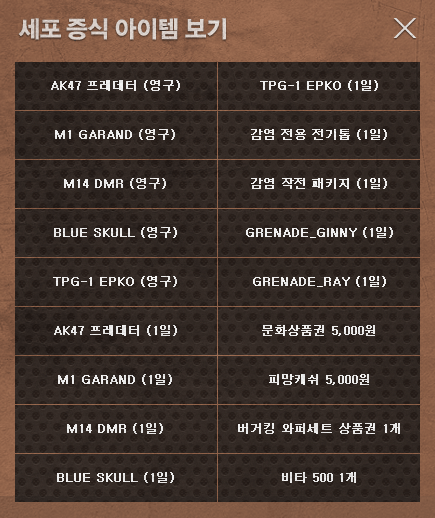 세포 증식 아이템 보기
AK47 프레데터 (영구)
TPG-1 EPKO (1일)
M1 GARAND (영구)
감염 전용 전기톱 (1일)
M14 DMR (영구)
감염 작전 패키지 (1일)
BLUE SKULL (영구)
GRENADE_GINNY (1일)
TPG-1 EPKO (영구)
GRENADE_RAY (1일)
AK47 프레데터 (1일)
문화상품권 5,000원
M1 GARAND (1일)
피망캐쉬 5,000원
M14 DMR (1일)
버거킹 와퍼세트 상품권 1개
BLUE SKULL (1일)
비타 500 1개